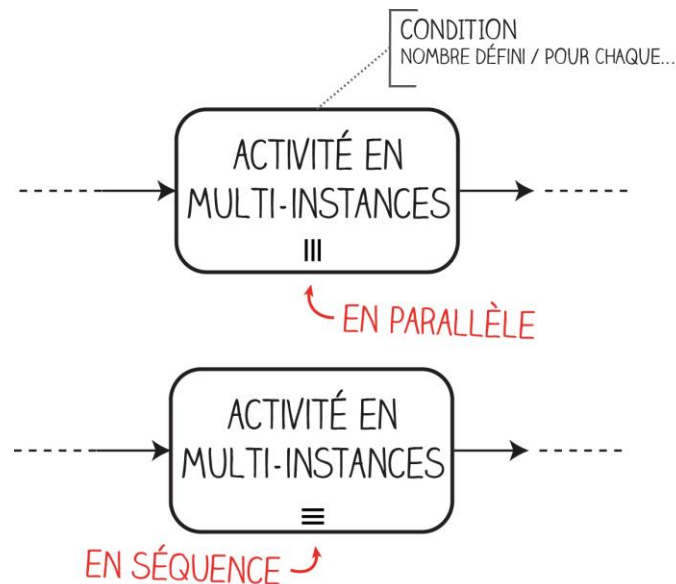 CONDITION
NOMBRE DÉFINI / POUR CHAQUE...
ACTIVITÉ EN
MULTI-INSTANCES
EN PARALLÈLE
ACTIVITÉ EN
MULTI-INSTANCES
EN SÉQUENCE